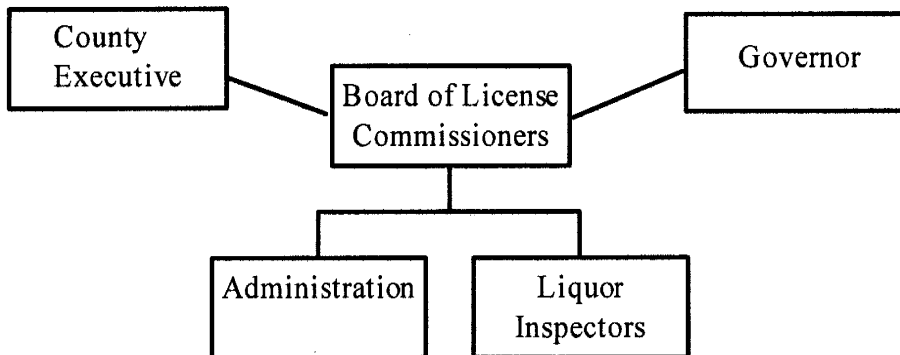 County
Executive
Board of License
Commissioners
Governor
Administration
Liquor
Inspectors